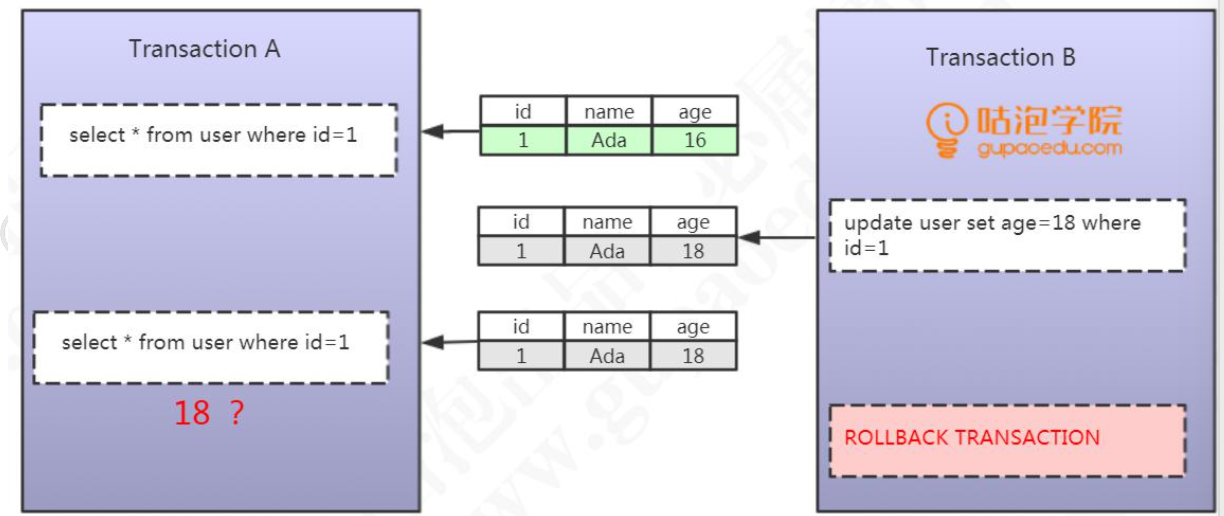 Transaction A
select * from user where id=1
id name age
1 Ada 16
Transaction B
咕泡学院
gupaoedu.com
id name age
1 Ada 18
update user set age=18 where
id=1
select * from user where id=1
id name age
1 Ada 18
18 ?
ROLLBACK TRANSACTION